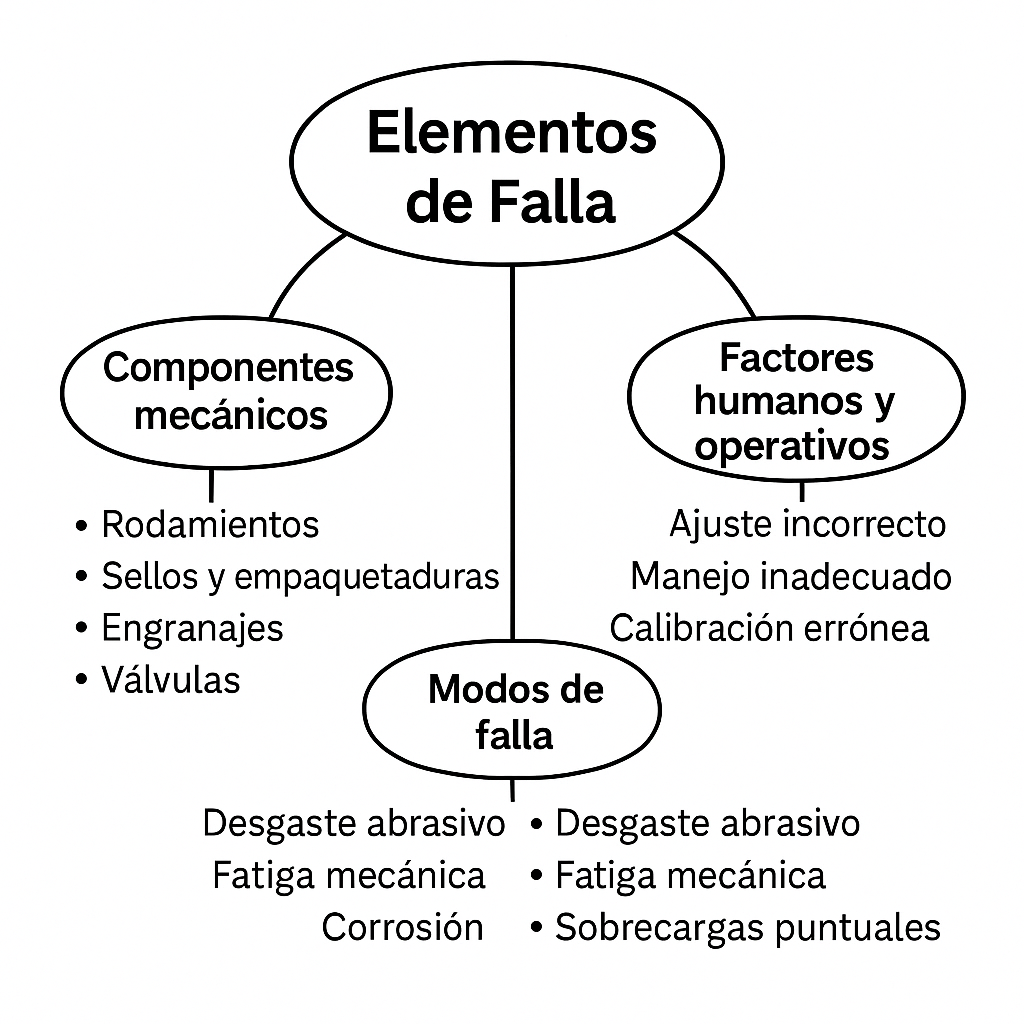 Elementos
de Falla
Componentes
mecánicos
• Rodamientos
• Sellos y empaquetaduras
• Engranajes
• Válvulas
Factores
humanos y
operativos
Ajuste incorrecto
Manejo inadecuado
Calibración errónea
Modos de
falla
Desgaste abrasivo
Fatiga mecánica
Corrosión
• Desgaste abrasivo
• Fatiga mecánica
• Sobrecargas puntuales